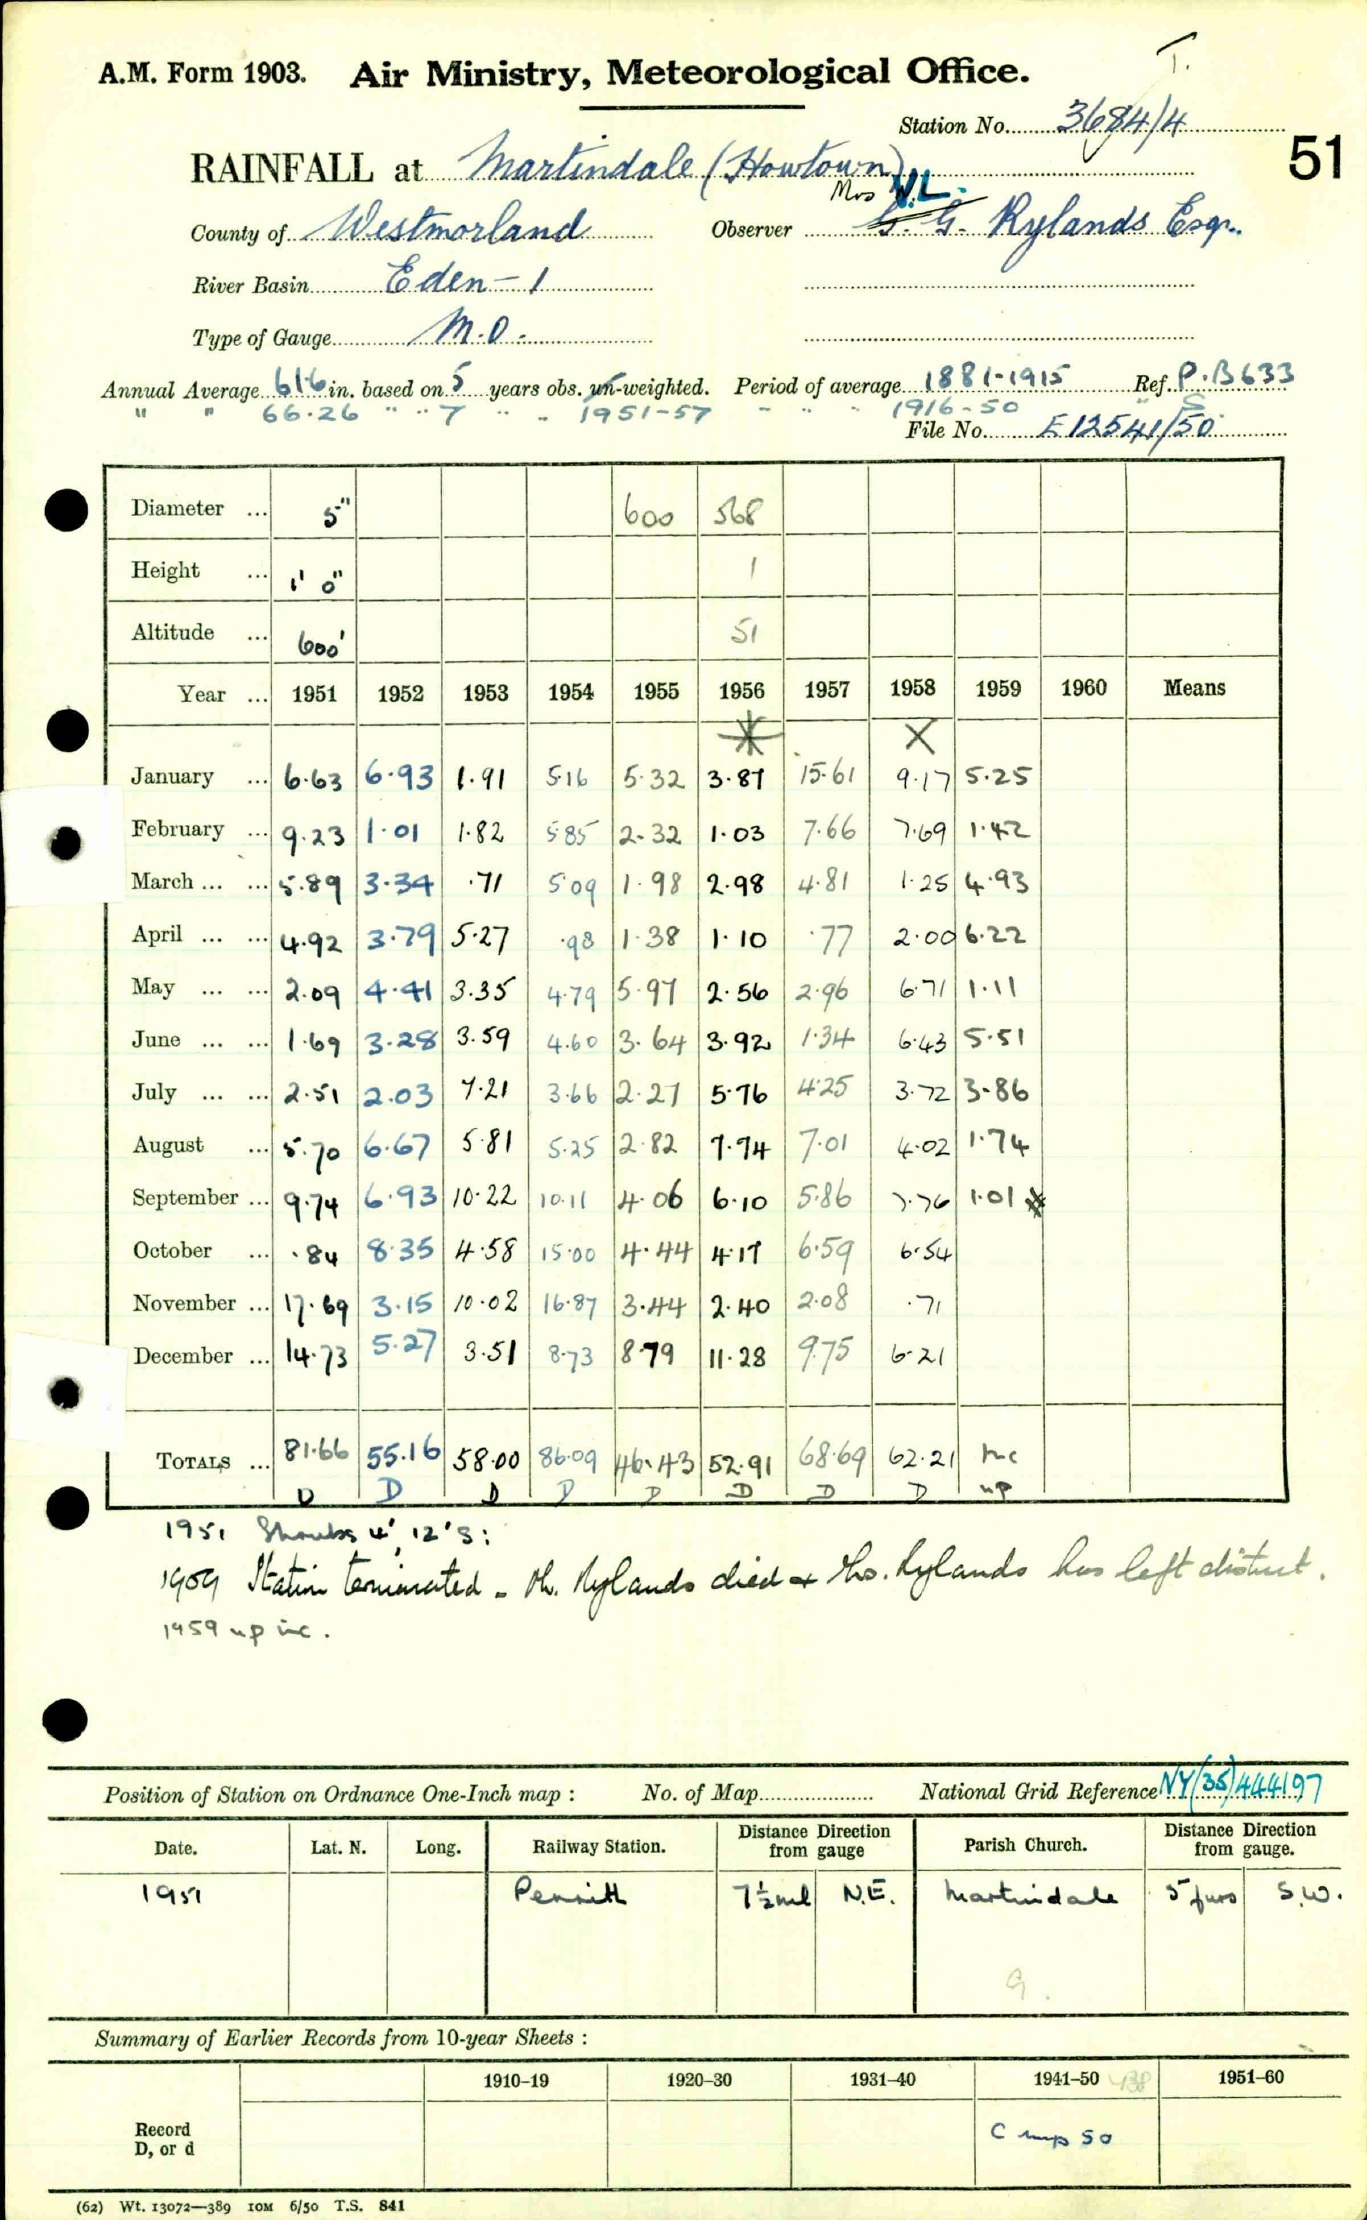 T.
A.M. Form 1903. Air Ministry, Meteorological Office.
Station No. 3684/4
51
RAINFALL at Martindale (Howtown)
Mrs W.L.
County of Westmorland Observer G. G. Rylands Esq.
River Basin Eden - 1
Type of Gauge M.O.
Annual Average 61.6 in. based on 5 years obs. un-weighted. Period of average 1881-1915 Ref. P.B633
" " 66.26 " " 7 " " 1951-57 " " " 1916-50 " S.
File No. E12541/50
Diameter ... 5" 600 568
Height ... 1' 0" 1
Altitude ... 600' 51
Year ... 1951 1952 1953 1954 1955 1956 1957 1958 1959 1960 Means
January ... 6.63 6.93 1.91 5.16 5.32 3.87 15.61 9.17 5.25
February ... 9.23 1.01 1.82 5.85 2.32 1.03 7.66 7.69 1.42
March ... ... 5.89 3.34 .71 5.09 1.98 2.98 4.81 1.25 4.93
April ... ... 4.92 3.79 5.27 .98 1.38 1.10 .77 2.00 6.22
May ... ... 2.09 4.41 3.35 4.79 5.97 2.56 2.96 6.71 1.11
June ... ... 1.69 3.28 3.59 4.60 3.64 3.92 1.34 6.43 5.51
July ... ... 2.51 2.03 7.21 3.66 2.27 5.76 4.25 3.72 3.86
August ... 5.70 6.67 5.81 5.25 2.82 7.74 7.01 4.02 1.74
September ... 9.74 6.93 10.22 10.11 4.06 6.10 5.86 7.76 1.01
October ... .84 8.35 4.58 15.00 4.44 4.17 6.59 6.54
November ... 17.69 3.15 10.02 16.87 3.44 2.40 2.08 .71
December ... 14.73 5.27 3.51 8.73 8.79 11.28 9.75 6.21
TOTALS ... 81.66 55.16 58.00 86.09 46.43 52.91 68.69 62.21 inc
D D D D D D D D up
1951 Shrubs 4', 12' S;
1959 Station terminated - Mr. Rylands died & Mrs. Rylands has left district.
1959 up inc.
Position of Station on Ordnance One-Inch map : No. of Map National Grid Reference NY(35)444197
Date. Lat. N. Long. Railway Station. Distance from gauge Direction Parish Church. Distance from gauge. Direction
1951 Penrith 7½ml N.E. Martindale 5 furs S.W.
9.
Summary of Earlier Records from 10-year Sheets :
1910–19 1920–30 1931–40 1941–50 1951–60
Record
D, or d
C up 50
(62) Wt. 13072—389 10M 6/50 T.S. 841